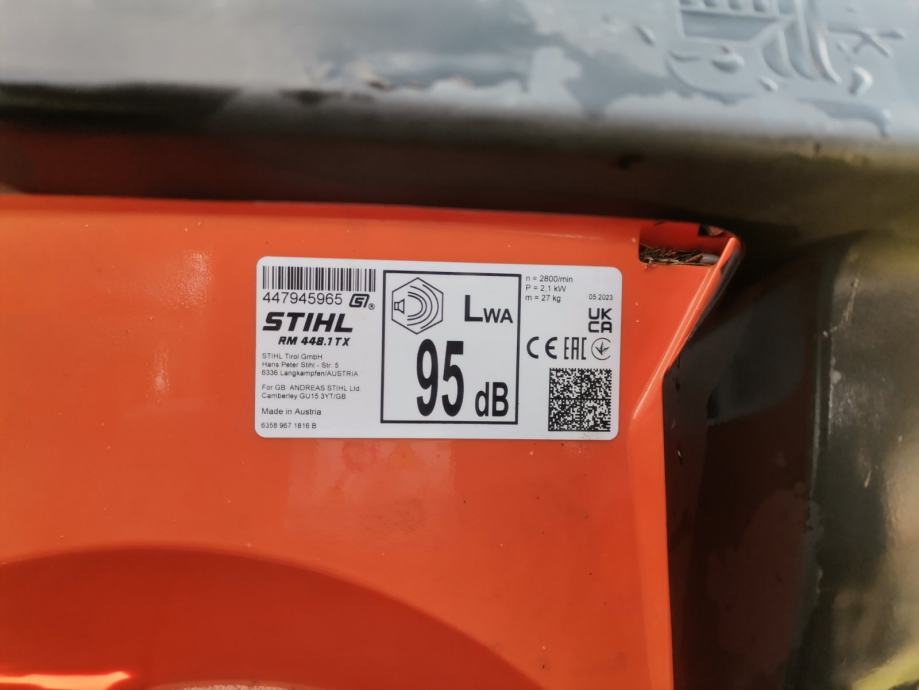 447945965 ®
STIHL
RM 448.1 TX
STIHL Tirol GmbH
Hans Peter Stihl - Str. 5
6336 Langkampfen/AUSTRIA
For GB: ANDREAS STIHL Ltd.
Camberley GU15 3YT/GB
Made in Austria
6358 967 1816 B
LWA
95 dB
n = 2800/min
P = 2,1 kW
m = 27 kg
05.2023
UK
CA
CE EAC